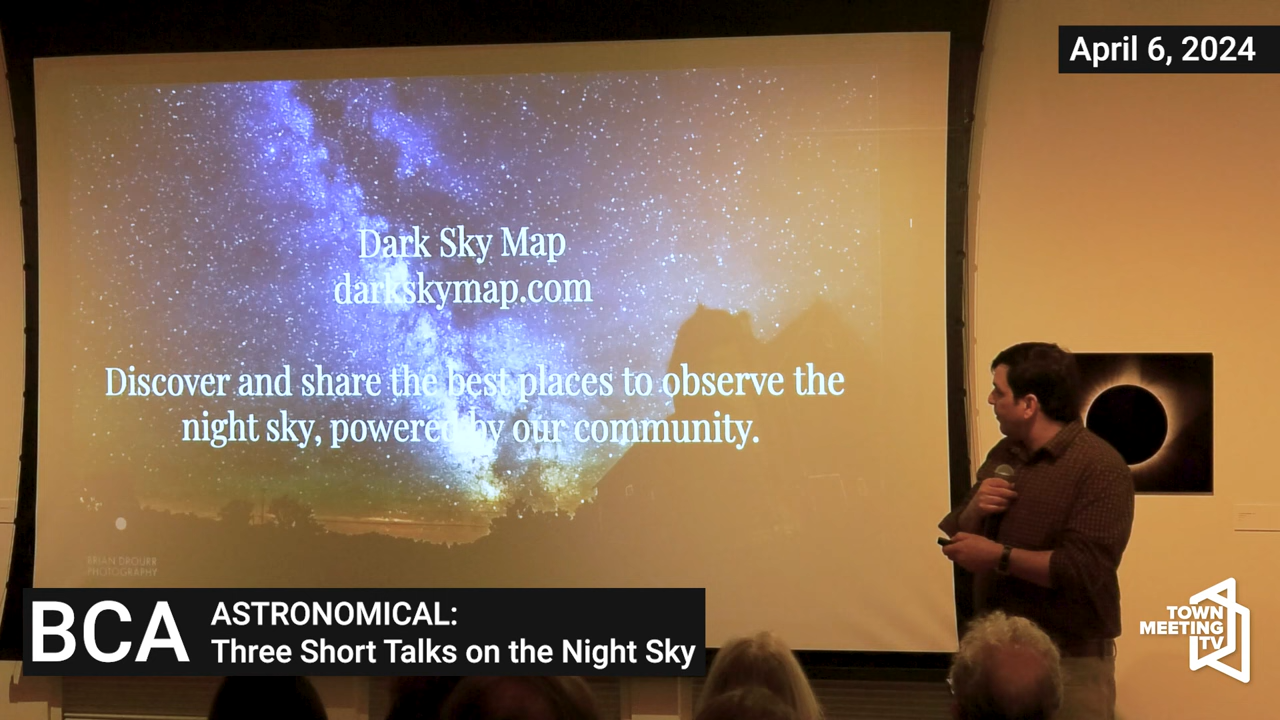 April 6, 2024
Dark Sky Map
darkskymap.com
Discover and share the best places to observe the
night sky, powered by our community.
BRIAN DROURR
PHOTOGRAPHY
BCA
ASTRONOMICAL:
Three Short Talks on the Night Sky
TOWN
MEETING
TV